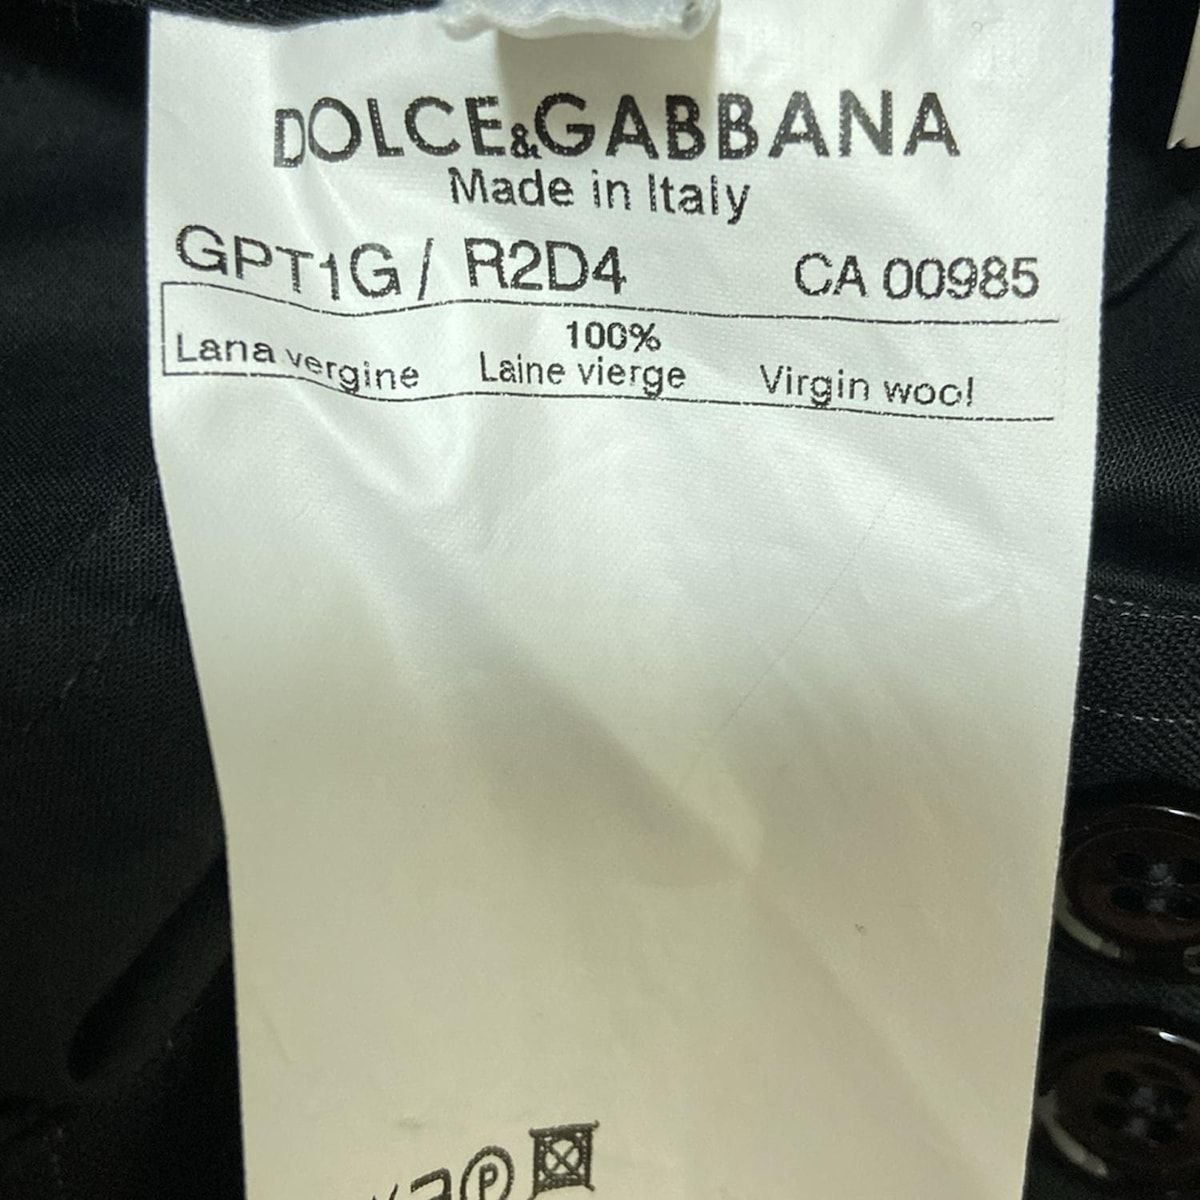 DOLCE&GABBANA
Made in Italy
GPT1G / R2D4 CA 00985
100%
Lana vergine Laine vierge Virgin wool
P